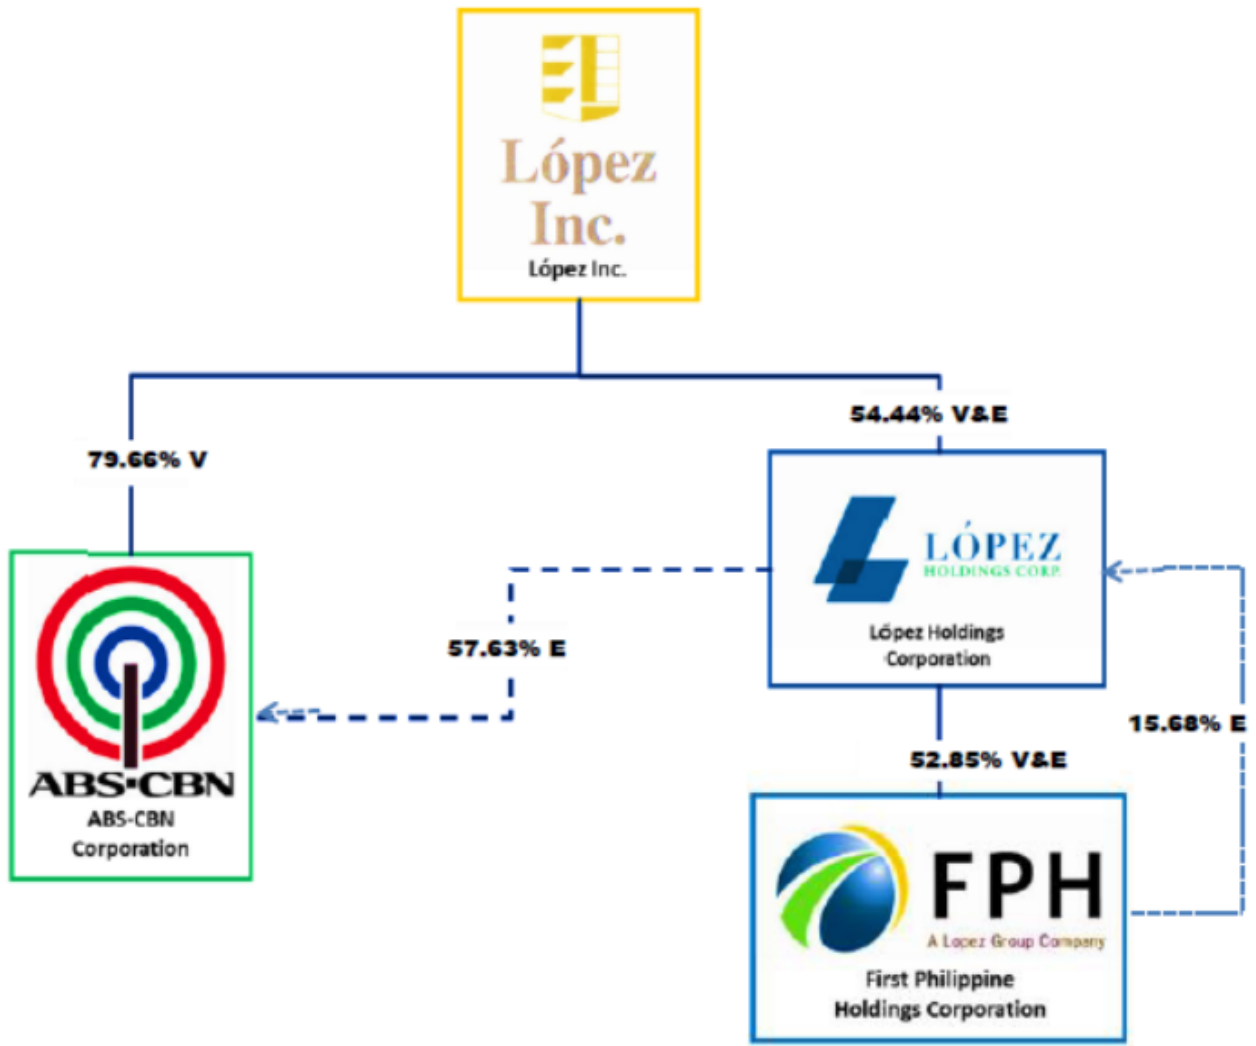 López
Inc.
López Inc.
54.44% V&E
79.66% V
LÓPEZ
HOLDINGS CORP.
López Holdings
Corporation
57.63% E
15.68% E
52.85% V&E
ABS-CBN
ABS-CBN
Corporation
FPH
A Lopez Group Company
First Philippine
Holdings Corporation